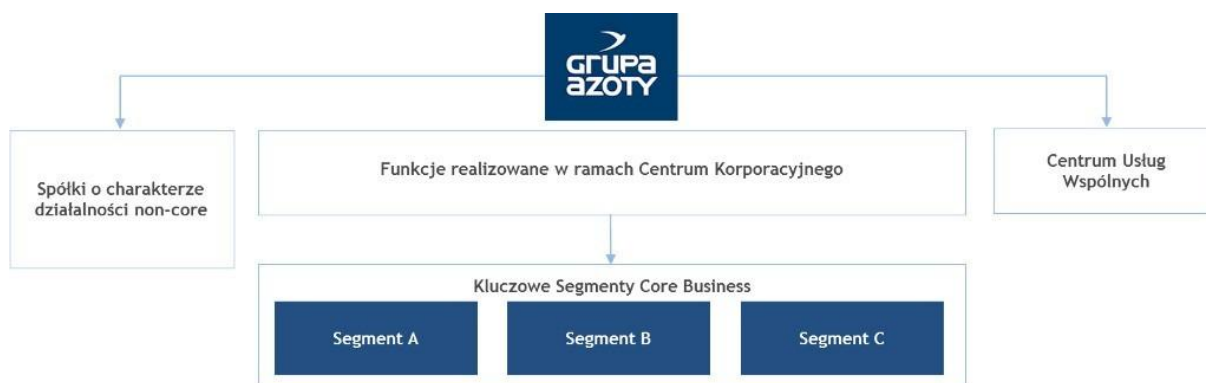 GRUPA
AZOTY
Spółki o charakterze
działalności non-core
Funkcje realizowane w ramach Centrum Korporacyjnego
Centrum Usług
Wspólnych
Kluczowe Segmenty Core Business
Segment A
Segment B
Segment C